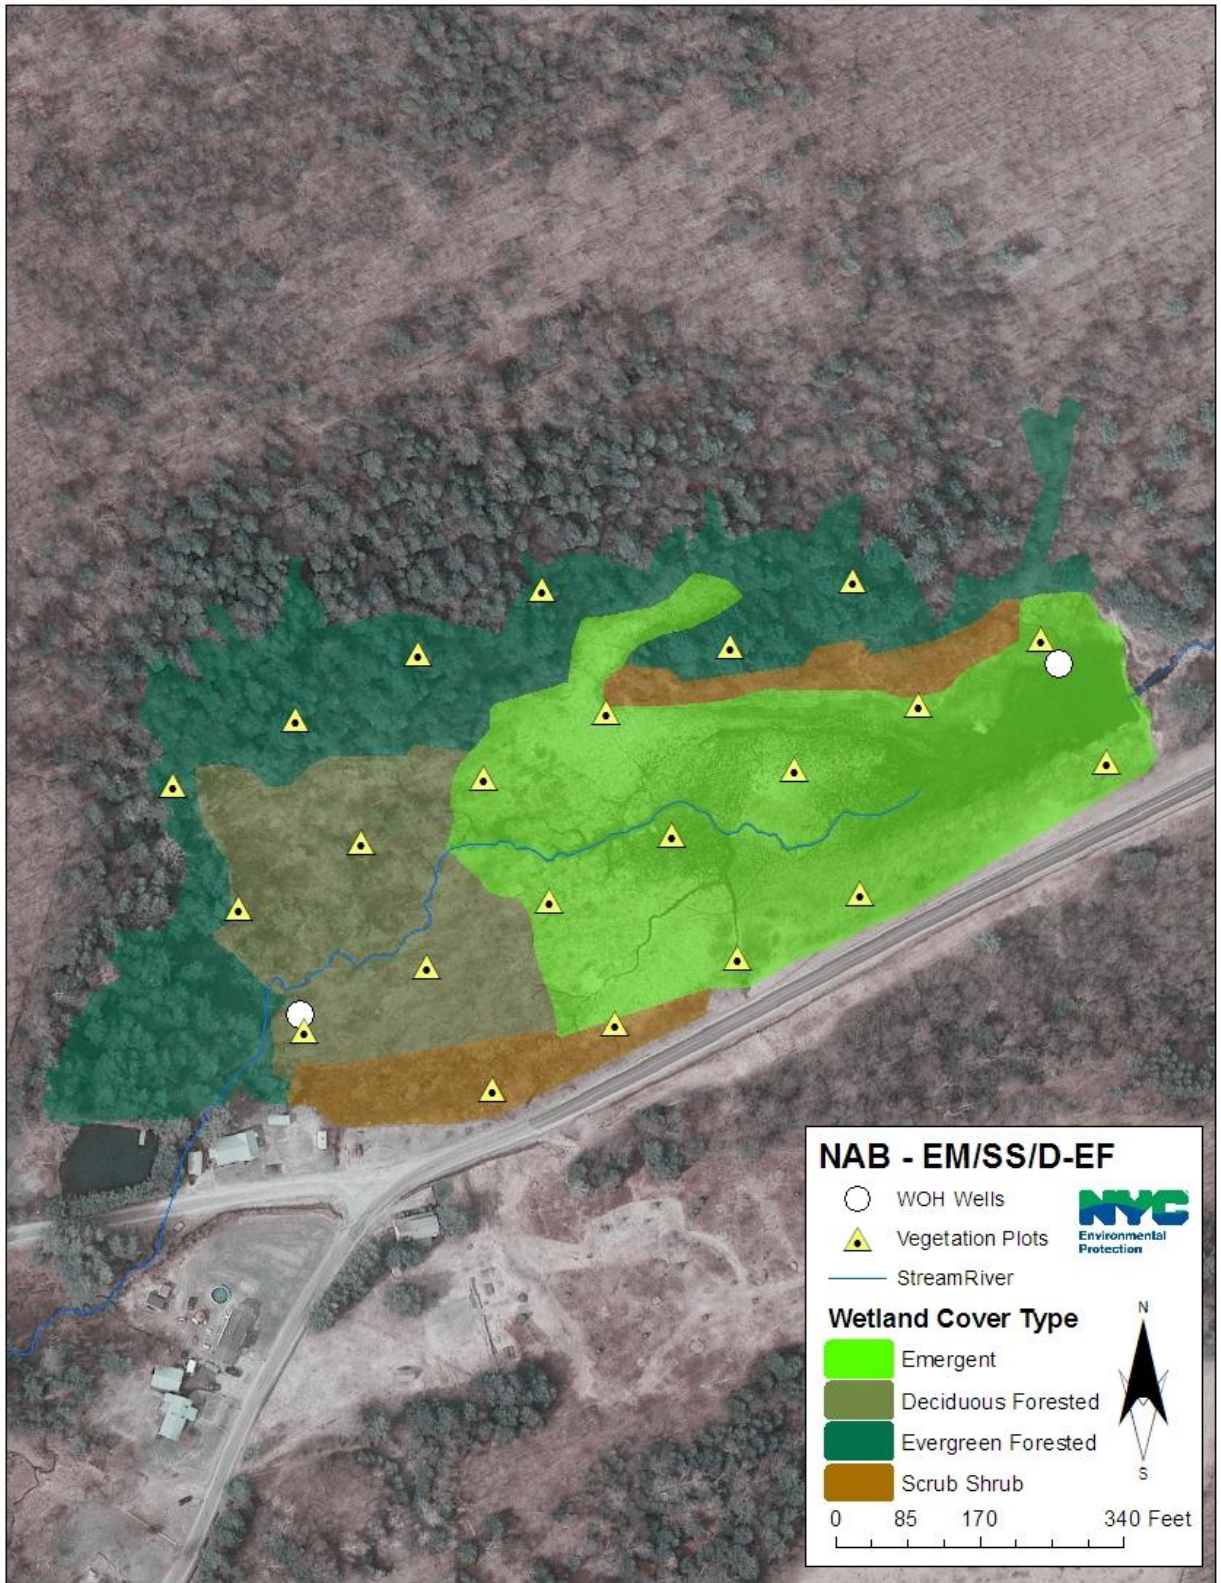 NAB - EM/SS/D-EF
WOH Wells
Vegetation Plots
StreamRiver
NYC
Environmental
Protection
Wetland Cover Type
Emergent
Deciduous Forested
Evergreen Forested
Scrub Shrub
N
S
0 85 170 340 Feet